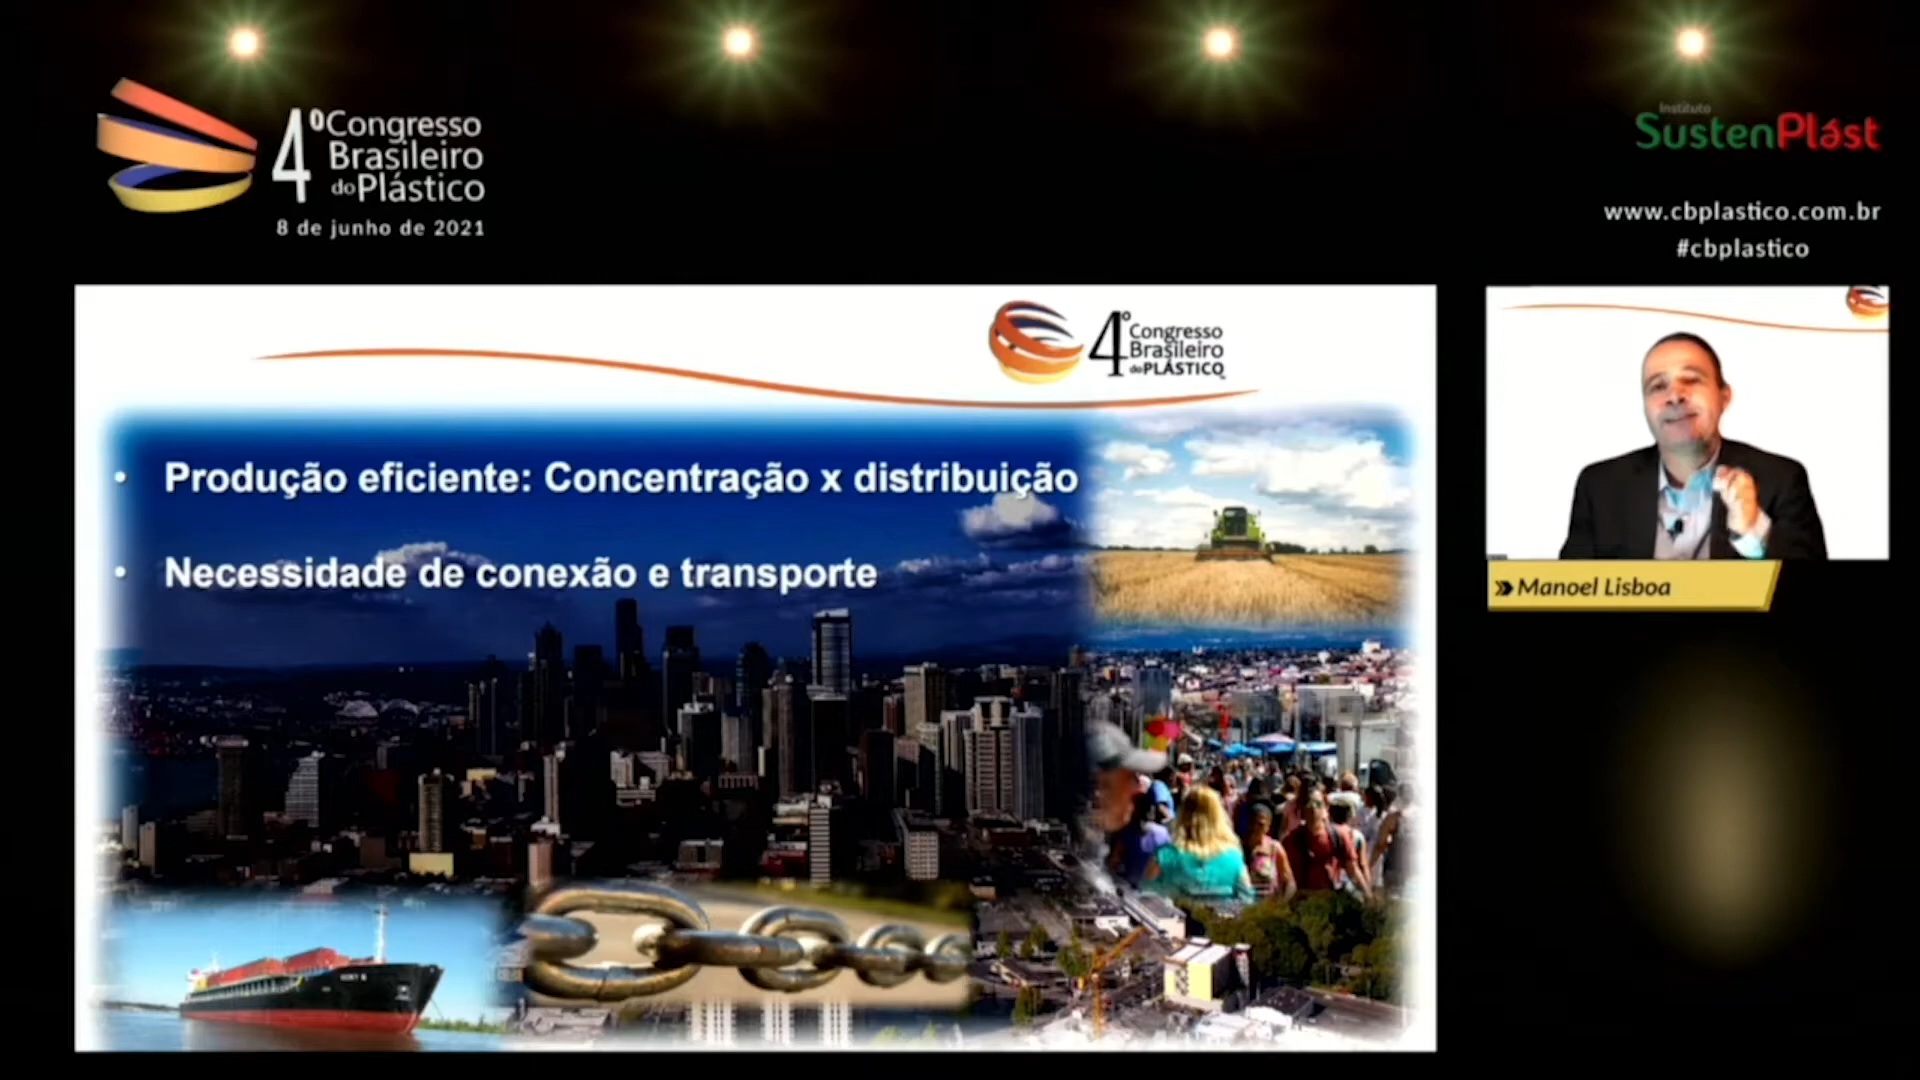 4º Congresso
Brasileiro
do Plástico
8 de junho de 2021
Instituto
SustenPlást
www.cbplastico.com.br
#cbplastico
4º Congresso
Brasileiro
do PLÁSTICO
• Produção eficiente: Concentração x distribuição
• Necessidade de conexão e transporte
Manoel Lisboa